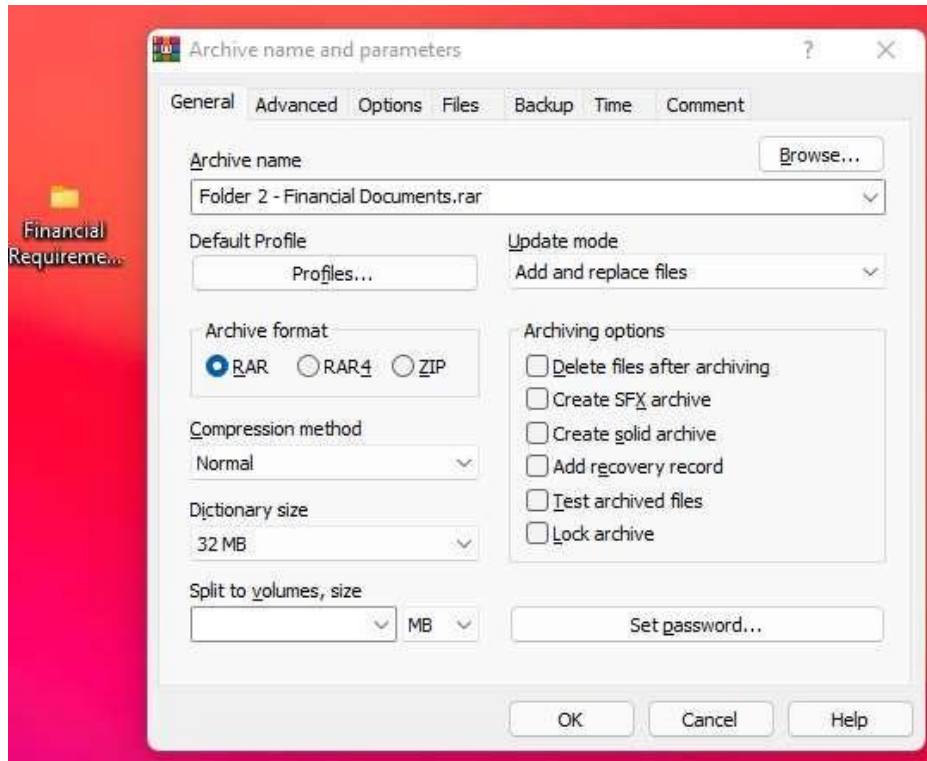 Archive name and parameters
?
General Advanced Options Files Backup Time Comment
Archive name
Browse...
Folder 2 - Financial Documents.rar
Financial
Requireme...
Default Profile
Profiles...
Update mode
Add and replace files
Archive format
RAR RAR4 ZIP
Compression method
Normal
Dictionary size
32 MB
Split to volumes, size
MB
Archiving options
Delete files after archiving
Create SFX archive
Create solid archive
Add recovery record
Test archived files
Lock archive
Set password...
OK Cancel Help